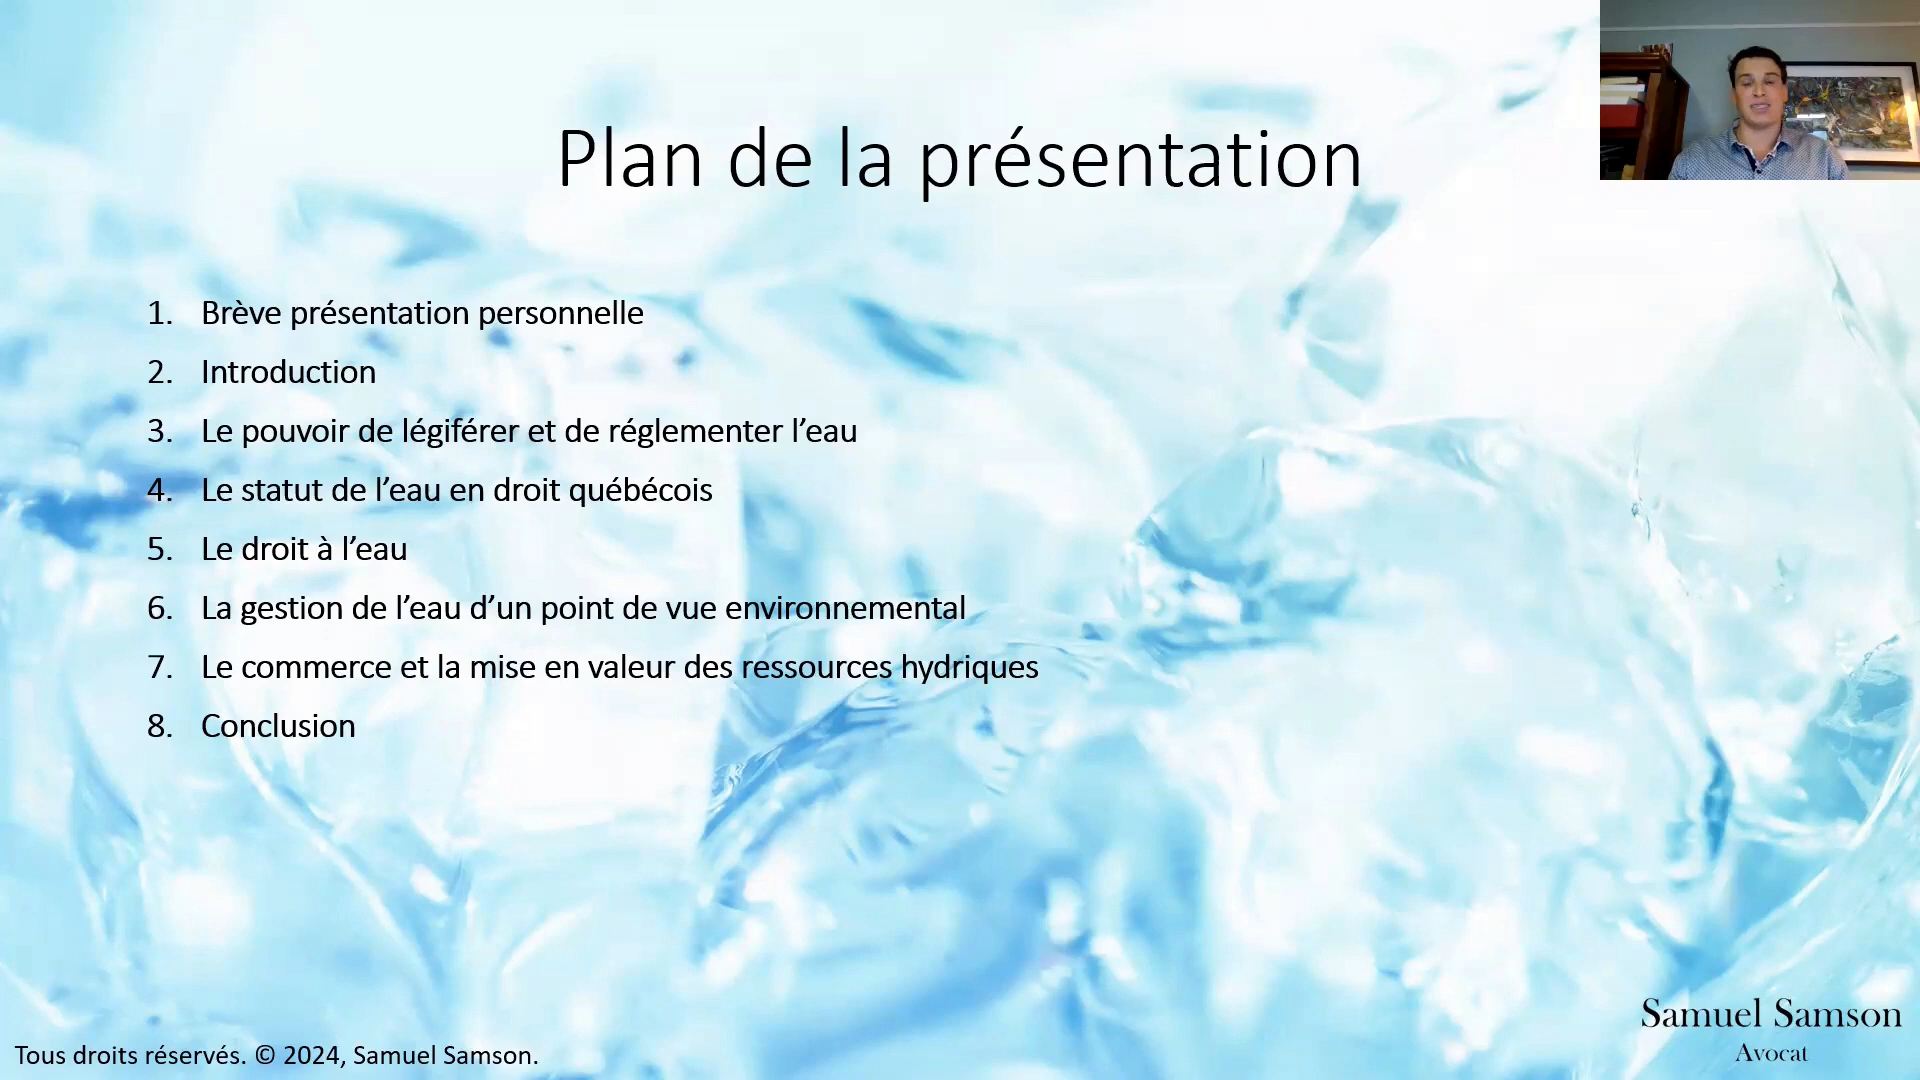 Plan de la présentation
1. Brève présentation personnelle
2. Introduction
3. Le pouvoir de légiférer et de réglementer l’eau
4. Le statut de l’eau en droit québécois
5. Le droit à l’eau
6. La gestion de l’eau d’un point de vue environnemental
7. Le commerce et la mise en valeur des ressources hydriques
8. Conclusion
Samuel Samson
Avocat
Tous droits réservés. © 2024, Samuel Samson.